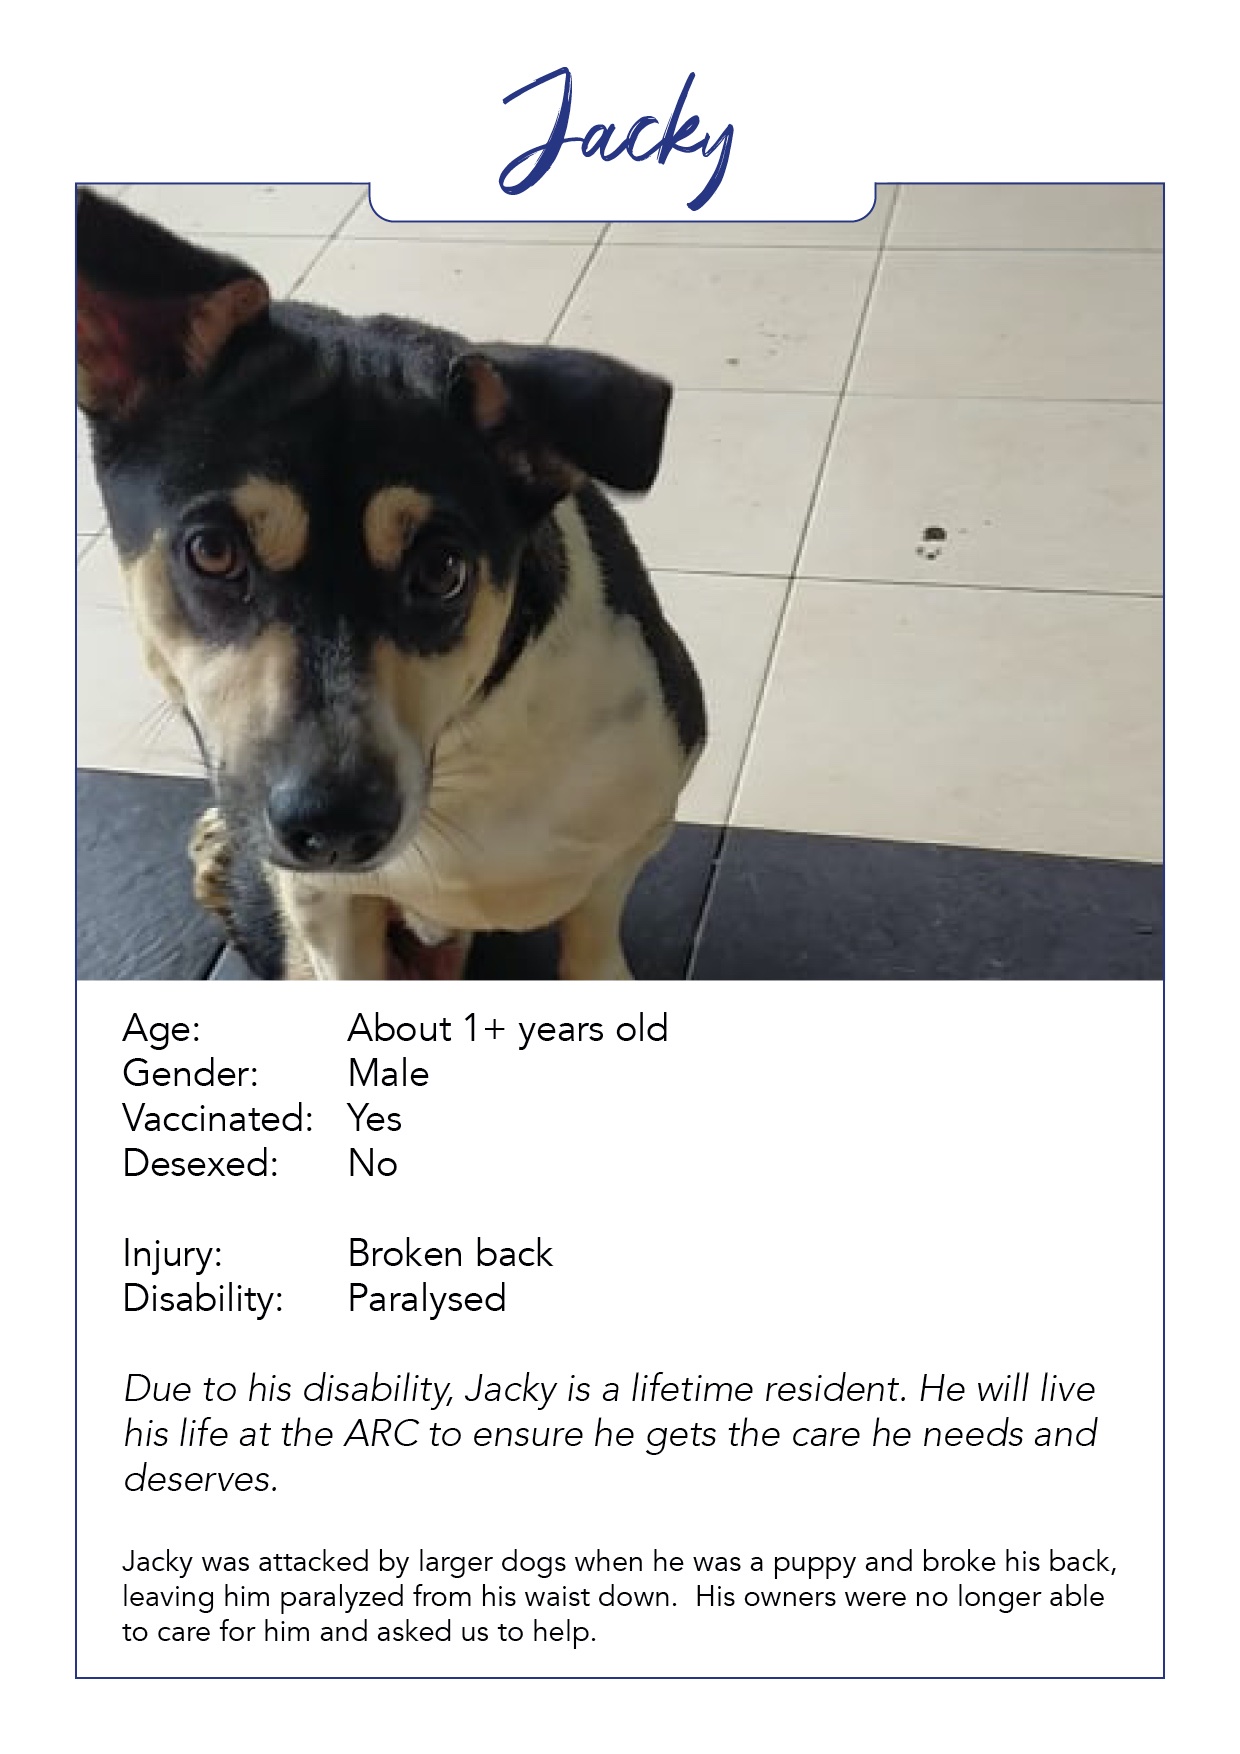 Jacky
Age: About 1+ years old
Gender: Male
Vaccinated: Yes
Desexed: No
Injury: Broken back
Disability: Paralysed
Due to his disability, Jacky is a lifetime resident. He will live
his life at the ARC to ensure he gets the care he needs and
deserves.
Jacky was attacked by larger dogs when he was a puppy and broke his back,
leaving him paralyzed from his waist down.  His owners were no longer able
to care for him and asked us to help.